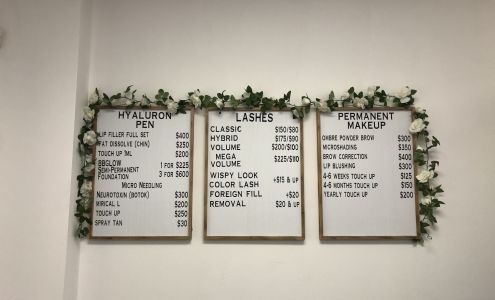 HYALURON
PEN
LIP FILLER FULL SET $400
FAT DISSOLVE (CHIN) $250
TOUCH UP 1ML $200
BBGLOW 1 FOR $225
SEMI-PERMANENT 3 FOR $600
FOUNDATION
MICRO NEEDLING
NEUROTOXIN (BOTOK) $300
MIRICAL L $200
TOUCH UP $250
SPRAY TAN $30
LASHES
CLASSIC $150/$80
HYBRID $175/$90
VOLUME $200/$100
MEGA $225/$110
VOLUME
WISPY LOOK +$15 & UP
COLOR LASH
FOREIGN FILL +$20
REMOVAL $20 & UP
PERMANENT
MAKEUP
OMBRE POWDER BROW $300
MICROSHADING $350
BROW CORRECTION $400
LIP BLUSHING $300
4-6 WEEKS TOUCH UP $125
4-6 MONTHS TOUCH UP $150
YEARLY TOUCH UP $200